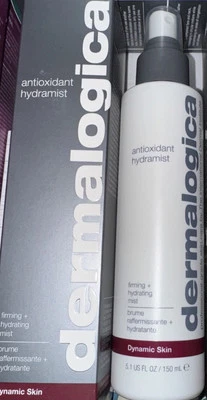 antioxidant
hydramist
dermalogica
firming +
hydrating
mist
brume
raffermissante +
hydratante
Dynamic Skin
antioxidant
hydramist
dermalogica
firming +
hydrating
mist
brume
raffermissante +
hydratante
Dynamic Skin
5.1 US FL OZ / 150 mL e